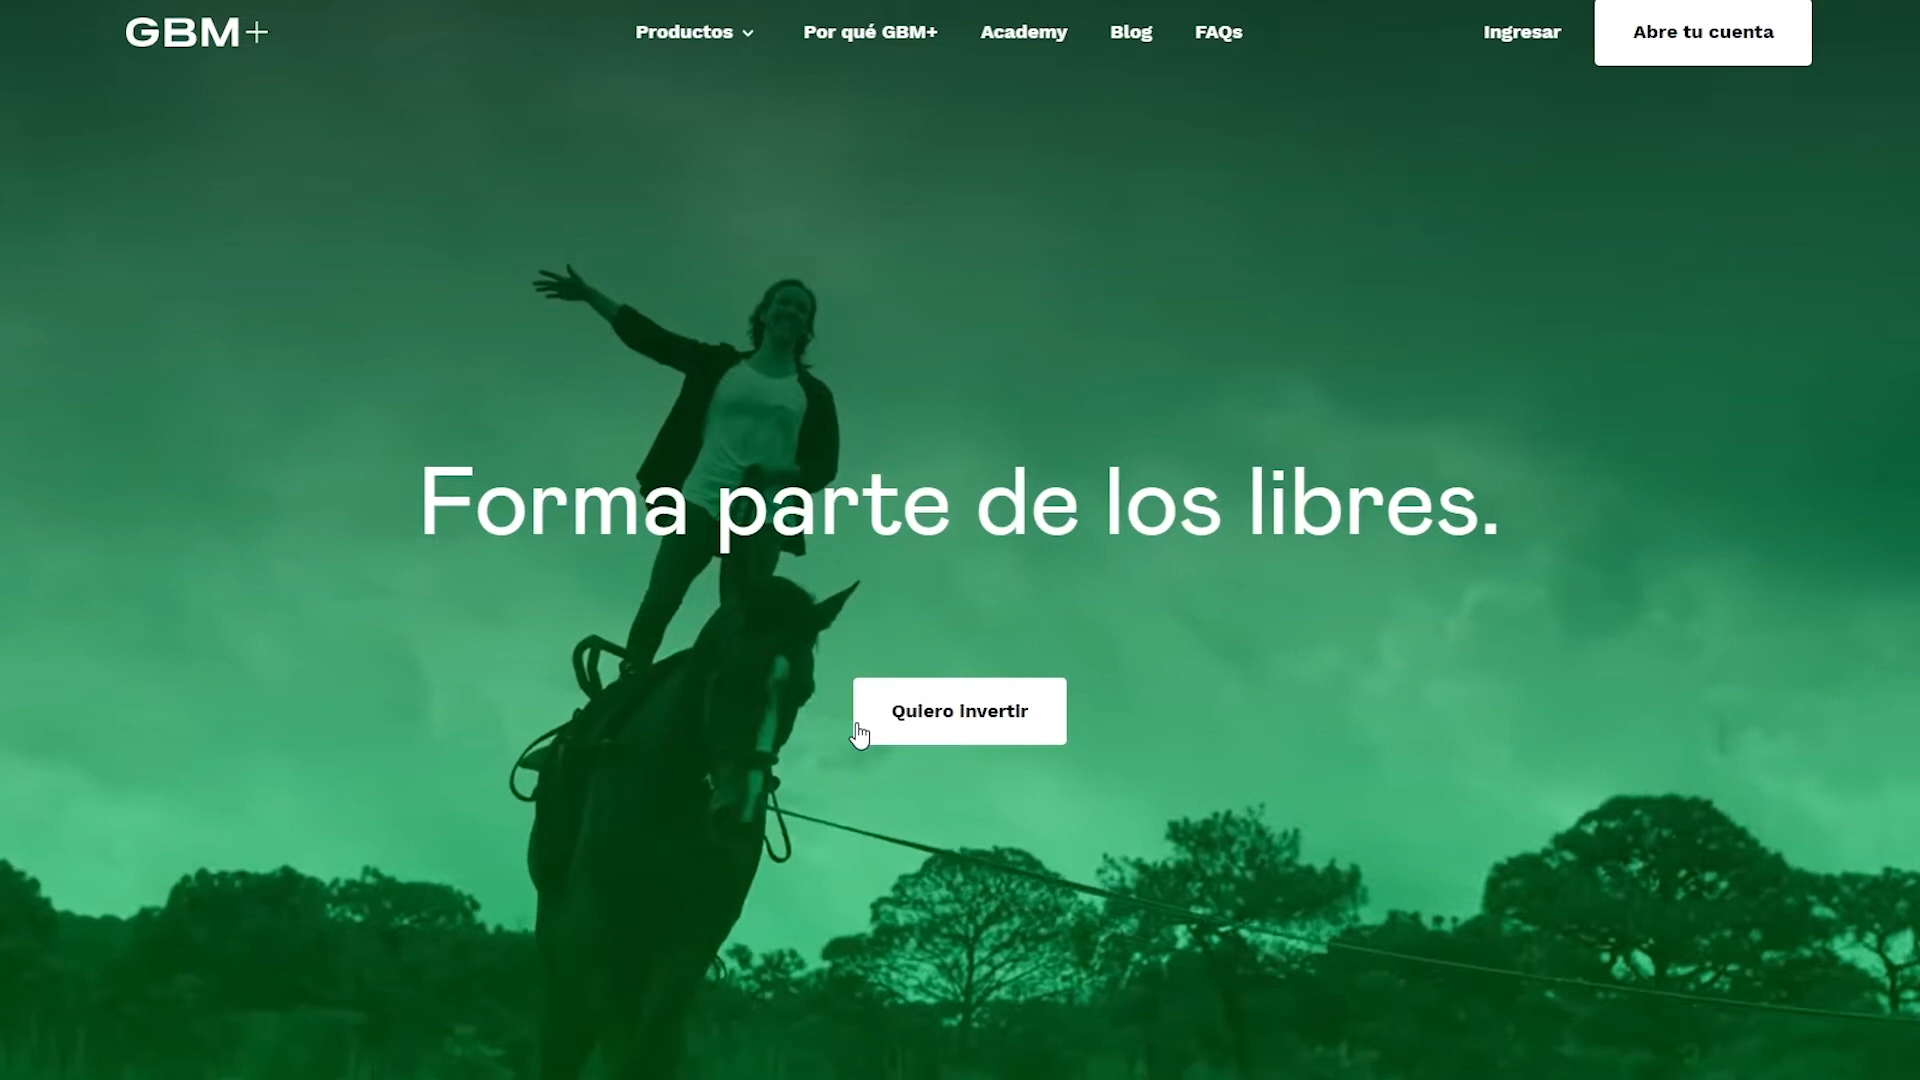 GBM+
Productos
Por qué GBM+
Academy
Blog
FAQs
Ingresar
Abre tu cuenta
Forma parte de los libres.
Quiero invertir